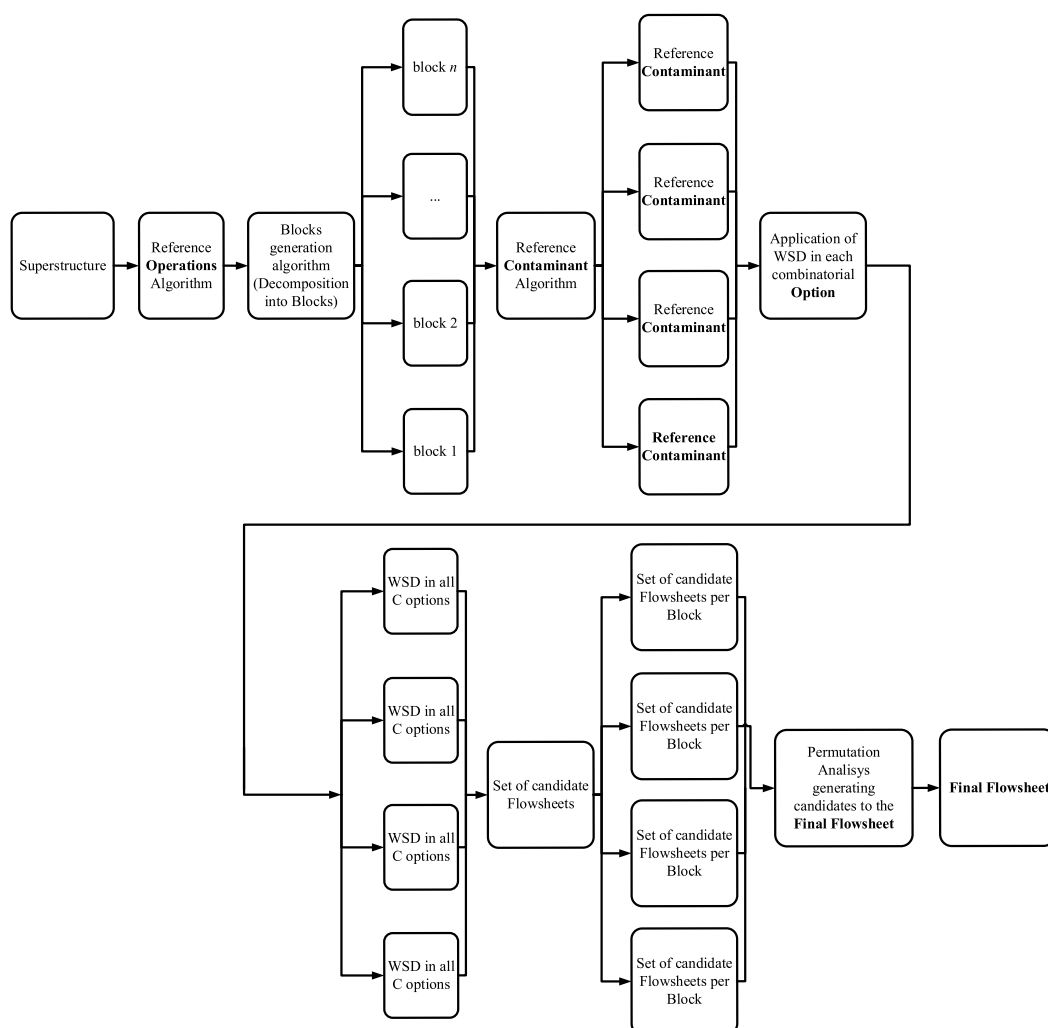 Superstructure
Reference
Operations
Algorithm
Blocks
generation
algorithm
(Decomposition
into Blocks)
block n
...
block 2
block 1
Reference
Contaminant
Algorithm
Reference
Contaminant
Reference
Contaminant
Reference
Contaminant
Reference
Contaminant
Application of
WSD in each
combinatorial
Option
WSD in all
C options
WSD in all
C options
WSD in all
C options
WSD in all
C options
Set of candidate
Flowsheets
Set of candidate
Flowsheets per
Block
Set of candidate
Flowsheets per
Block
Set of candidate
Flowsheets per
Block
Set of candidate
Flowsheets per
Block
Permutation
Analisys
generating
candidates to the
Final Flowsheet
Final Flowsheet